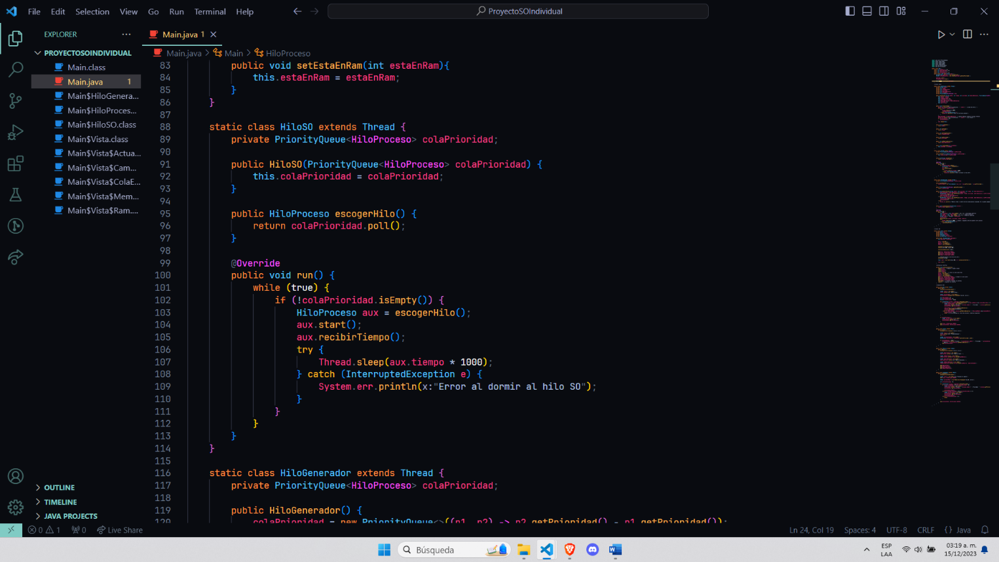 File Edit Selection View Go Run Terminal Help
ProyectoSOIndividual
EXPLORER
Main.java 1
PROYECTOSOINDIVIDUAL
Main.java > Main > HiloProceso
Main.class
Main.java 1
Main$HiloGenera...
Main$HiloProces...
Main$HiloSO.class
Main$Vista.class
Main$Vista$Actua...
Main$Vista$Cam...
Main$Vista$ColaE...
Main$Vista$Mem...
Main$Vista$Ram....
OUTLINE
TIMELINE
JAVA PROJECTS
83 public void setEstaEnRam(int estaEnRam){
84 this.estaEnRam = estaEnRam;
85 }
86 }
87
88 static class HiloSO extends Thread {
89 private PriorityQueue<HiloProceso> colaPrioridad;
90
91 public HiloSO(PriorityQueue<HiloProceso> colaPrioridad) {
92 this.colaPrioridad = colaPrioridad;
93 }
94
95 public HiloProceso escogerHilo() {
96 return colaPrioridad.poll();
97 }
98
99 @Override
100 public void run() {
101 while (true) {
102 if (!colaPrioridad.isEmpty()) {
103 HiloProceso aux = escogerHilo();
104 aux.start();
105 aux.recibirTiempo();
106 try {
107 Thread.sleep(aux.tiempo * 1000);
108 } catch (InterruptedException e) {
109 System.err.println(x:"Error al dormir al hilo SO");
110 }
111 }
112 }
113 }
114 }
115
116 static class HiloGenerador extends Thread {
117 private PriorityQueue<HiloProceso> colaPrioridad;
118
119 public HiloGenerador() {
120 colaPrioridad = new PriorityQueue<>((p1, p2) -> p2.getPrioridad() - p1.getPrioridad());
0 1 0 Live Share
Ln 24, Col 19 Spaces: 4 UTF-8 CRLF {} Java
Búsqueda
ESP
LAA
03:19 a. m.
15/12/2023